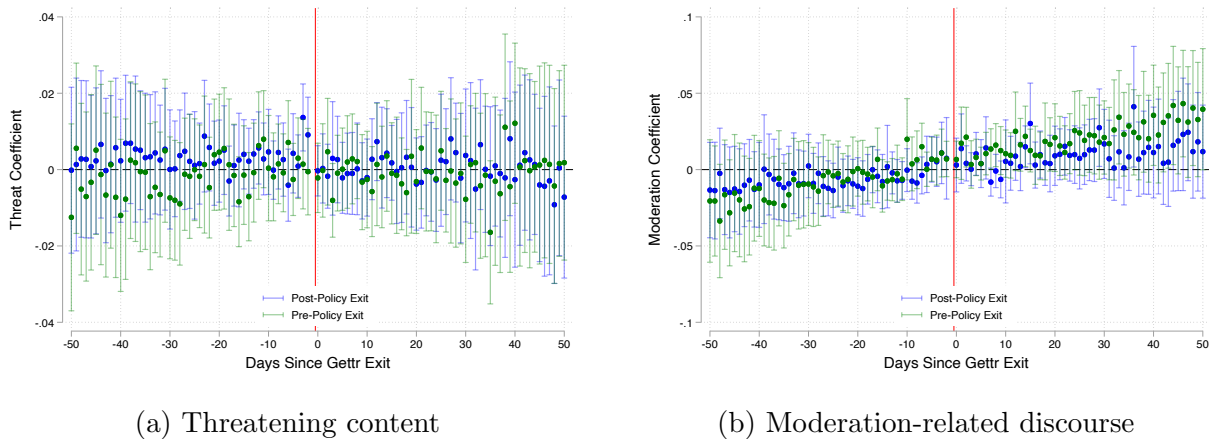 .04
.02
0
-.02
-.04
Threat Coefficient
-50 -40 -30 -20 -10 0 10 20 30 40 50
Days Since Gettr Exit
Post-Policy Exit
Pre-Policy Exit
(a) Threatening content
.1
.05
0
-.05
-.1
Moderation Coefficient
-50 -40 -30 -20 -10 0 10 20 30 40 50
Days Since Gettr Exit
Post-Policy Exit
Pre-Policy Exit
(b) Moderation-related discourse